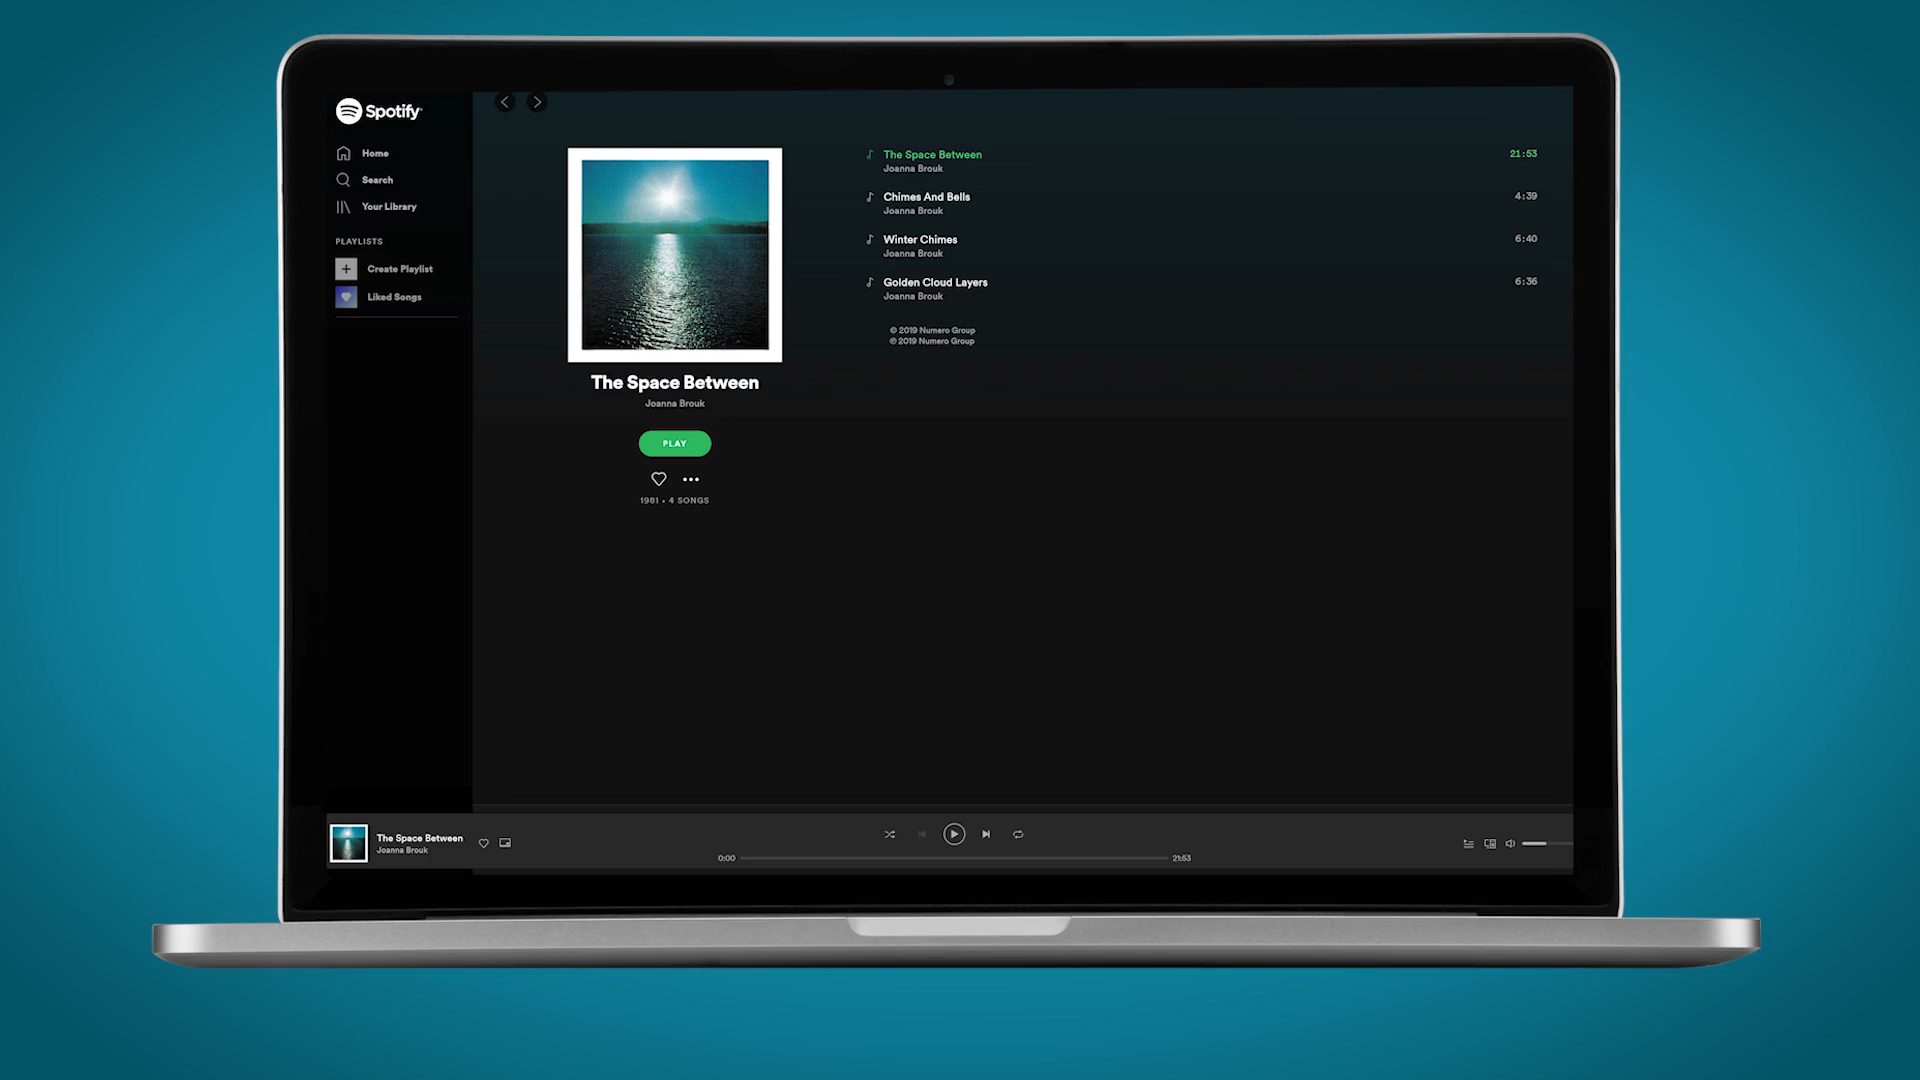 Spotify
Home
Search
Your Library
PLAYLISTS
Create Playlist
Liked Songs
The Space Between
Joanna Brouk
PLAY
1981 • 4 SONGS
The Space Between 21:53
Joanna Brouk
Chimes And Bells 4:39
Joanna Brouk
Winter Chimes 6:40
Joanna Brouk
Golden Cloud Layers 6:36
Joanna Brouk
© 2019 Numero Group
℗ 2019 Numero Group
The Space Between
Joanna Brouk
0:00 21:53